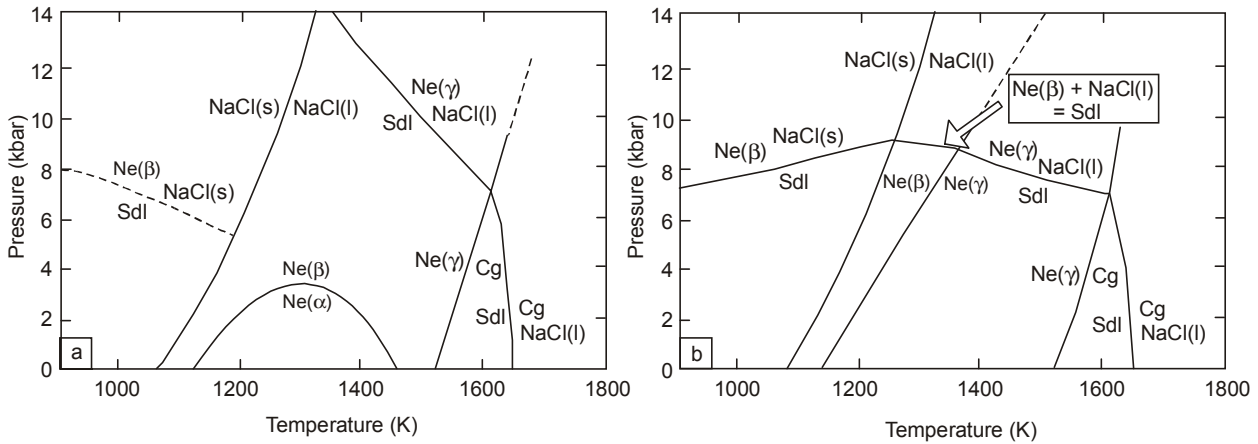 14
12
10
8
6
4
2
0
Pressure (kbar)
NaCl(s)
NaCl(l)
Ne(γ)
NaCl(l)
Sdl
Ne(β)
NaCl(s)
Sdl
Ne(β)
Ne(α)
Ne(γ)
Cg
Sdl
Cg
NaCl(l)
a
1000
1200
1400
1600
1800
Temperature (K)
14
12
10
8
6
4
2
0
Pressure (kbar)
NaCl(s)
NaCl(l)
Ne(β) + NaCl(l)
= Sdl
NaCl(s)
Ne(β)
Sdl
Ne(γ)
NaCl(l)
Sdl
Ne(β)
Ne(γ)
Ne(γ)
Cg
Sdl
Cg
NaCl(l)
b
1000
1200
1400
1600
1800
Temperature (K)